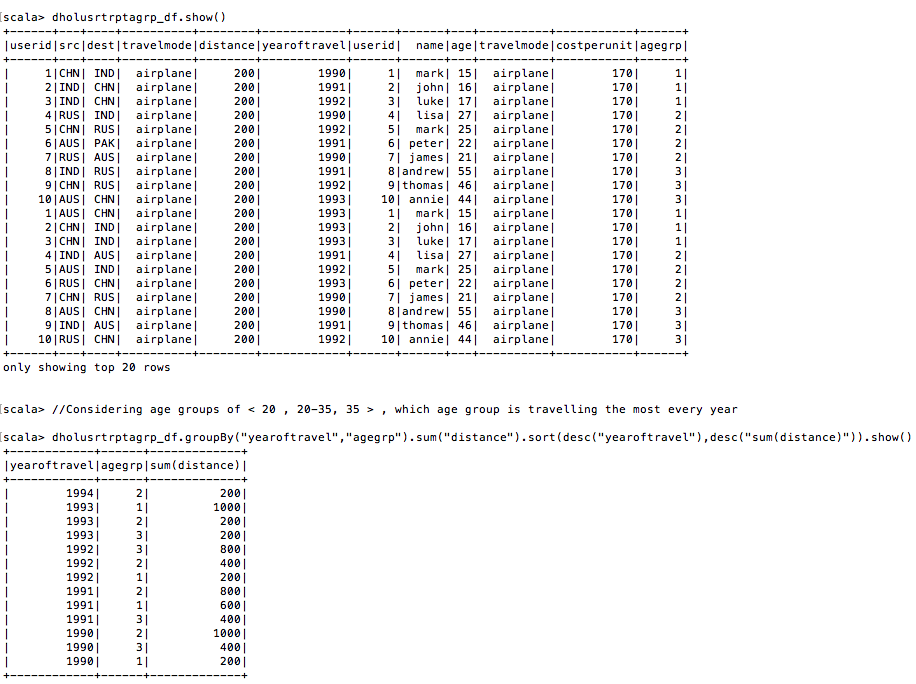 [scala> dholusrtrptagrp_df.show()
+------+---+----+----------+--------+------------+------+------+---+----------+-----------+------+
|userid|src|dest|travelmode|distance|yearoftravel|userid|  name|age|travelmode|costperunit|agegrp|
+------+---+----+----------+--------+------------+------+------+---+----------+-----------+------+
|     1|CHN| IND|  airplane|     200|        1990|     1|  mark| 15|  airplane|        170|     1|
|     2|IND| CHN|  airplane|     200|        1991|     2|  john| 16|  airplane|        170|     1|
|     3|IND| CHN|  airplane|     200|        1992|     3|  luke| 17|  airplane|        170|     1|
|     4|RUS| IND|  airplane|     200|        1990|     4|  lisa| 27|  airplane|        170|     2|
|     5|CHN| RUS|  airplane|     200|        1992|     5|  mark| 25|  airplane|        170|     2|
|     6|AUS| PAK|  airplane|     200|        1991|     6| peter| 22|  airplane|        170|     2|
|     7|RUS| AUS|  airplane|     200|        1990|     7| james| 21|  airplane|        170|     2|
|     8|IND| RUS|  airplane|     200|        1991|     8|andrew| 55|  airplane|        170|     3|
|     9|CHN| RUS|  airplane|     200|        1992|     9|thomas| 46|  airplane|        170|     3|
|    10|AUS| CHN|  airplane|     200|        1993|    10| annie| 44|  airplane|        170|     3|
|     1|AUS| CHN|  airplane|     200|        1993|     1|  mark| 15|  airplane|        170|     1|
|     2|CHN| IND|  airplane|     200|        1993|     2|  john| 16|  airplane|        170|     1|
|     3|CHN| IND|  airplane|     200|        1993|     3|  luke| 17|  airplane|        170|     1|
|     4|IND| AUS|  airplane|     200|        1991|     4|  lisa| 27|  airplane|        170|     2|
|     5|AUS| IND|  airplane|     200|        1992|     5|  mark| 25|  airplane|        170|     2|
|     6|RUS| CHN|  airplane|     200|        1993|     6| peter| 22|  airplane|        170|     2|
|     7|CHN| RUS|  airplane|     200|        1990|     7| james| 21|  airplane|        170|     2|
|     8|AUS| CHN|  airplane|     200|        1990|     8|andrew| 55|  airplane|        170|     3|
|     9|IND| AUS|  airplane|     200|        1991|     9|thomas| 46|  airplane|        170|     3|
|    10|RUS| CHN|  airplane|     200|        1992|    10| annie| 44|  airplane|        170|     3|
+------+---+----+----------+--------+------------+------+------+---+----------+-----------+------+
only showing top 20 rows
[scala> //Considering age groups of < 20 , 20-35, 35 > , which age group is travelling the most every year
[scala> dholusrtrptagrp_df.groupBy("yearoftravel","agegrp").sum("distance").sort(desc("yearoftravel"),desc("sum(distance)")).show()
+------------+------+-------------+
|yearoftravel|agegrp|sum(distance)|
+------------+------+-------------+
|        1994|     2|          200|
|        1993|     1|         1000|
|        1993|     2|          200|
|        1993|     3|          200|
|        1992|     3|          800|
|        1992|     2|          400|
|        1992|     1|          200|
|        1991|     2|          800|
|        1991|     1|          600|
|        1991|     3|          400|
|        1990|     2|         1000|
|        1990|     3|          400|
|        1990|     1|          200|
+------------+------+-------------+